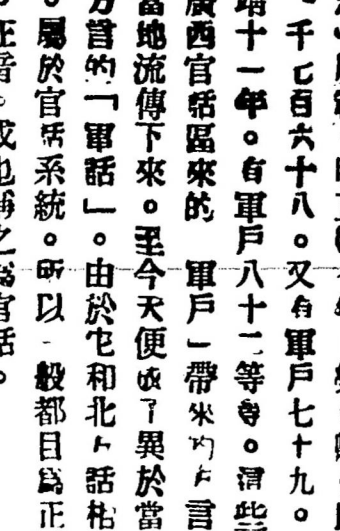 千七百六十八。又有軍戶七十九。
十一年。有軍戶八十二等等。這些
廣西官話區來的 軍戶」帶來的方言
當地流傳下來。至今天便成了異於當
方言的「軍話」。由於它和北方話相
。屬於官話系統。所以一般都目爲正
正音。或也稱之爲官話。